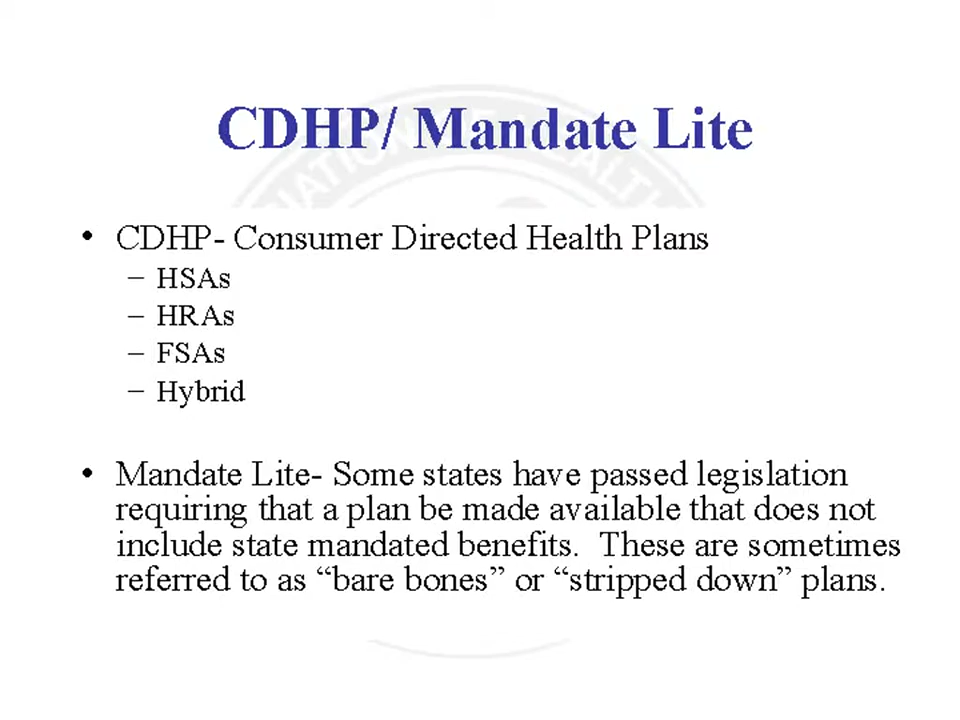 NATIONAL HEALTH
CDHP/ Mandate Lite
• CDHP- Consumer Directed Health Plans
– HSAs
– HRAs
– FSAs
– Hybrid
• Mandate Lite- Some states have passed legislation
requiring that a plan be made available that does not
include state mandated benefits.  These are sometimes
referred to as “bare bones” or “stripped down” plans.